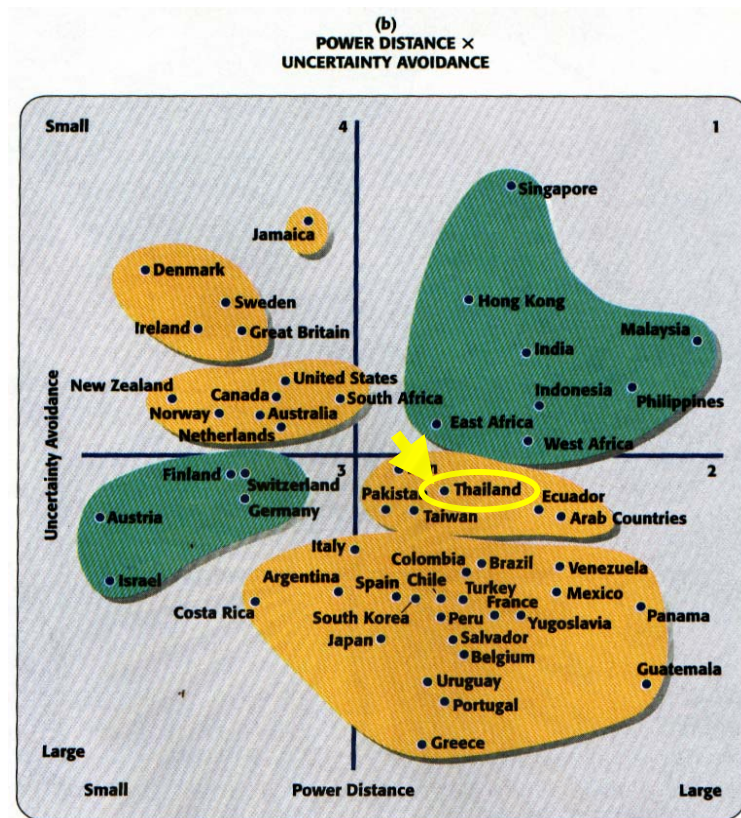 (b)
POWER DISTANCE ×
UNCERTAINTY AVOIDANCE
Small
4
1
Singapore
Jamaica
Denmark
Sweden
Hong Kong
Ireland
Great Britain
Malaysia
India
United States
New Zealand
Canada
South Africa
Indonesia
Philippines
Norway
Australia
East Africa
Netherlands
West Africa
Uncertainty Avoidance
3
2
Finland
Switzerland
Thailand
Germany
Ecuador
Austria
Taiwan
Arab Countries
Italy
Colombia
Brazil
Venezuela
Israel
Argentina
Spain
Chile
Turkey
Mexico
Costa Rica
South Korea
France
Peru
Yugoslavia
Panama
Japan
Salvador
Belgium
Guatemala
Uruguay
Portugal
Greece
Large
Small
Power Distance
Large